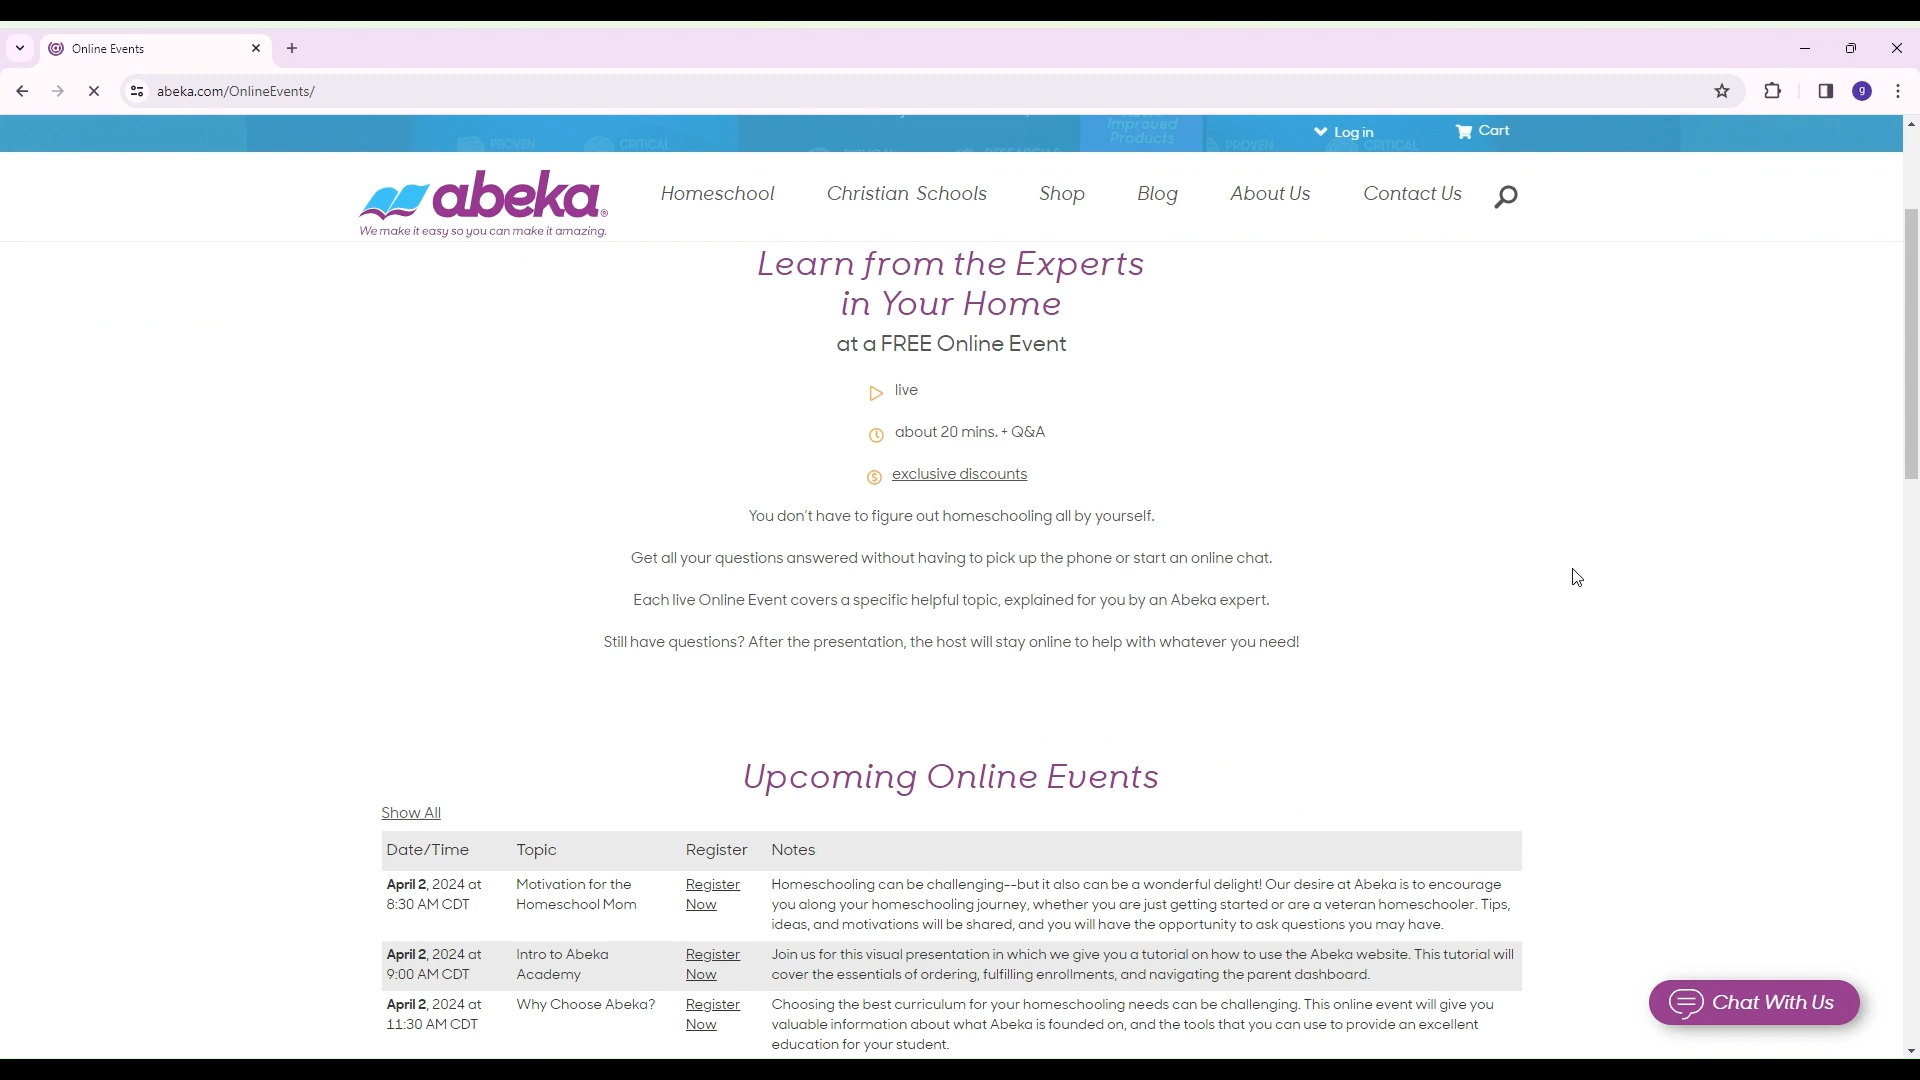 Online Events
abeka.com/OnlineEvents/
g
Improved
Products
PROVEN
CRITICAL
PROVEN
CRITICAL
Log in
Cart
abeka®
We make it easy so you can make it amazing.
Homeschool Christian Schools Shop Blog About Us Contact Us
Learn from the Experts
in Your Home
at a FREE Online Event
live
about 20 mins. + Q&A
exclusive discounts
You don't have to figure out homeschooling all by yourself.
Get all your questions answered without having to pick up the phone or start an online chat.
Each live Online Event covers a specific helpful topic, explained for you by an Abeka expert.
Still have questions? After the presentation, the host will stay online to help with whatever you need!
Upcoming Online Events
Show All
Date/Time Topic Register Notes
April 2, 2024 at Motivation for the Register Homeschooling can be challenging--but it also can be a wonderful delight! Our desire at Abeka is to encourage
8:30 AM CDT Homeschool Mom Now you along your homeschooling journey, whether you are just getting started or are a veteran homeschooler. Tips,
ideas, and motivations will be shared, and you will have the opportunity to ask questions you may have.
April 2, 2024 at Intro to Abeka Register Join us for this visual presentation in which we give you a tutorial on how to use the Abeka website. This tutorial will
9:00 AM CDT Academy Now cover the essentials of ordering, fulfilling enrollments, and navigating the parent dashboard.
April 2, 2024 at Why Choose Abeka? Register Choosing the best curriculum for your homeschooling needs can be challenging. This online event will give you
11:30 AM CDT Now valuable information about what Abeka is founded on, and the tools that you can use to provide an excellent
education for your student.
Chat With Us